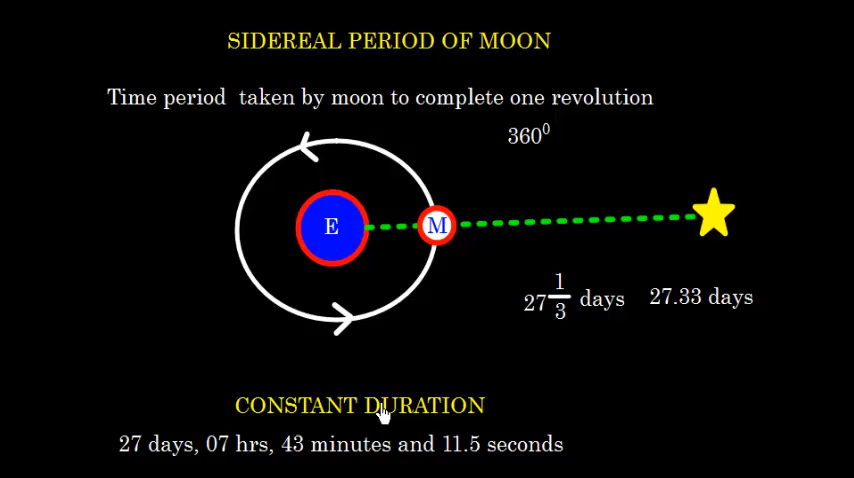 SIDEREAL PERIOD OF MOON
Time period taken by moon to complete one revolution
360⁰
E
M
27 1/3 days
27.33 days
CONSTANT DURATION
27 days, 07 hrs, 43 minutes and 11.5 seconds